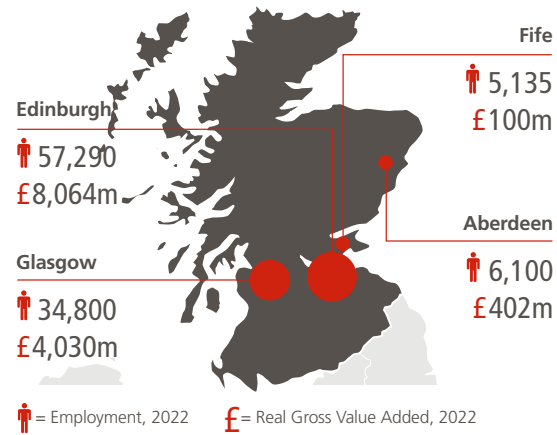 Fife
5,135
£100m
Edinburgh
57,290
£8,064m
Aberdeen
6,100
£402m
Glasgow
34,800
£4,030m
= Employment, 2022
£ = Real Gross Value Added, 2022